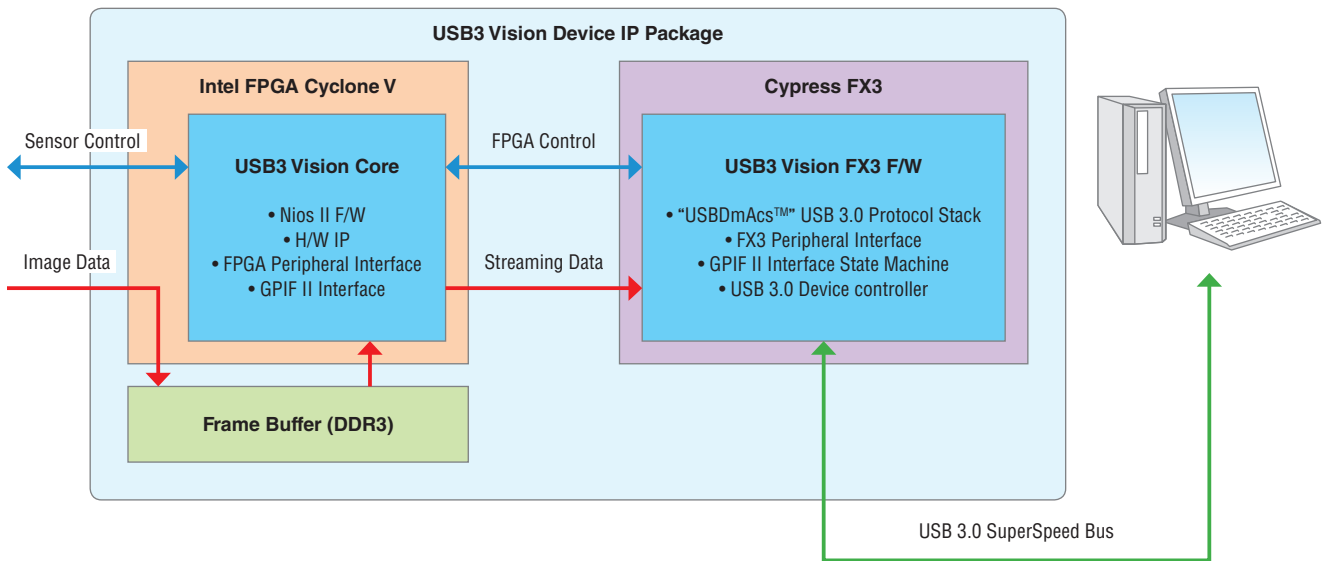 USB3 Vision Device IP Package
Intel FPGA Cyclone V
Cypress FX3
Sensor Control
FPGA Control
USB3 Vision Core
• Nios II F/W
• H/W IP
• FPGA Peripheral Interface
• GPIF II Interface
USB3 Vision FX3 F/W
• “USBDmAcs™” USB 3.0 Protocol Stack
• FX3 Peripheral Interface
• GPIF II Interface State Machine
• USB 3.0 Device controller
Image Data
Streaming Data
Frame Buffer (DDR3)
USB 3.0 SuperSpeed Bus